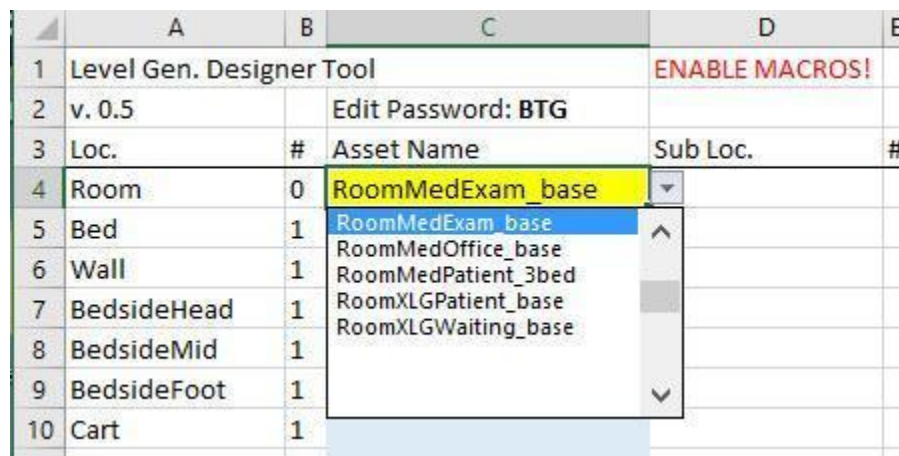 A B C D E
1 Level Gen. Designer Tool ENABLE MACROS!
2 v. 0.5 Edit Password: BTG
3 Loc. # Asset Name Sub Loc. #
4 Room 0 RoomMedExam_base
5 Bed 1 RoomMedExam_base
RoomMedOffice_base
6 Wall 1 RoomMedPatient_3bed
7 BedsideHead 1 RoomXLGPatient_base
RoomXLGWaiting_base
8 BedsideMid 1
9 BedsideFoot 1
10 Cart 1